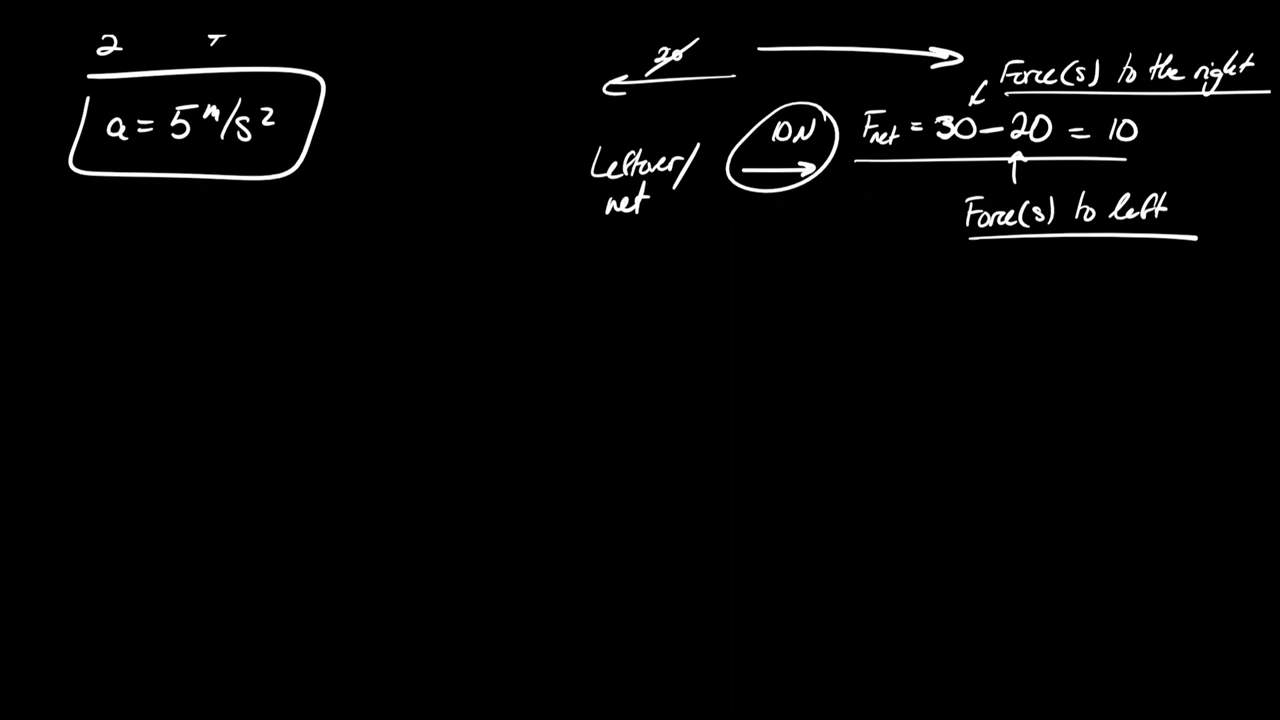 2
a = 5 m/s²
20
Force(s) to the right
Leftover/
net
10N
Fnet = 30 - 20 = 10
Force(s) to left